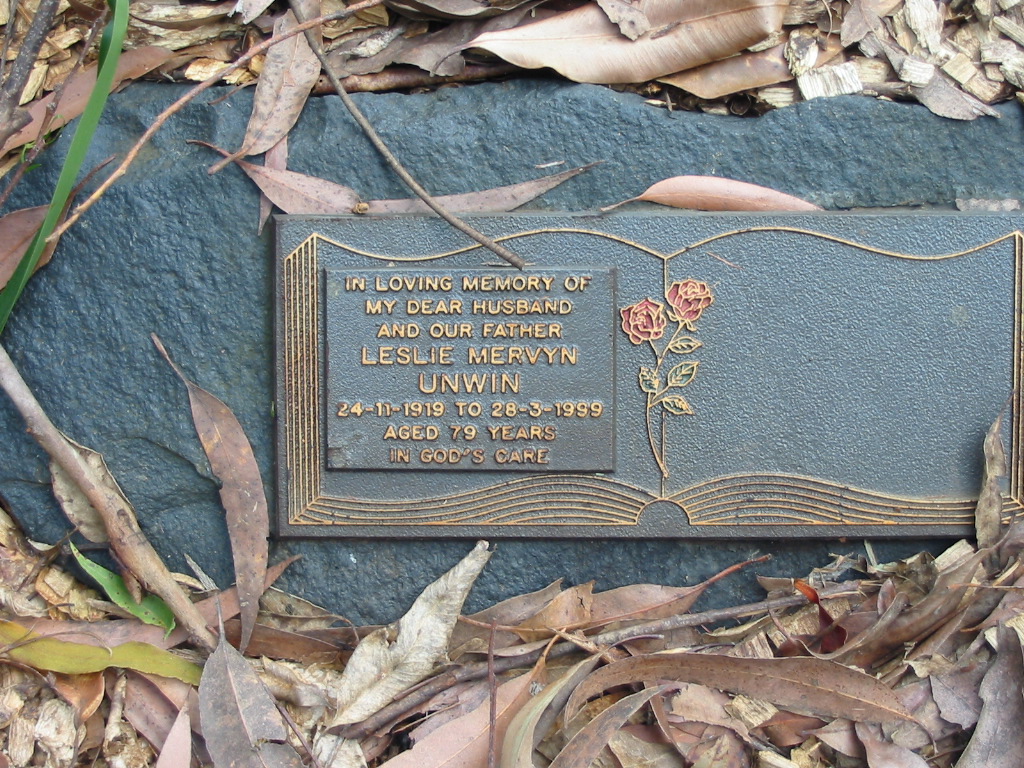 IN LOVING MEMORY OF
MY DEAR HUSBAND
AND OUR FATHER
LESLIE MERVYN
UNWIN
24-11-1919 TO 28-3-1999
AGED 79 YEARS
IN GOD'S CARE